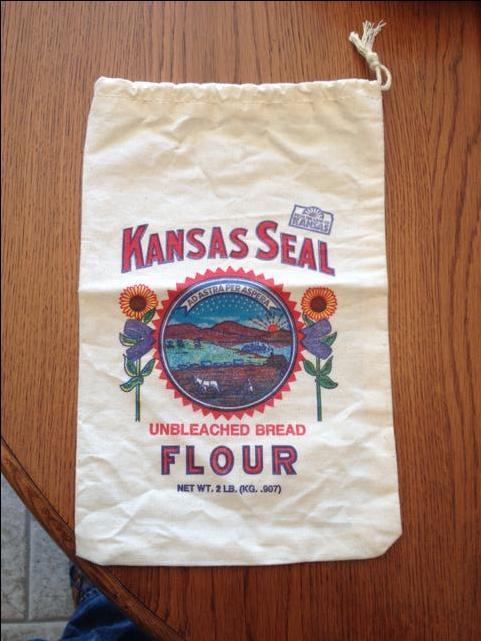 KANSAS
KANSAS SEAL
AD ASTRA PER ASPERA
UNBLEACHED BREAD
FLOUR
NET WT. 2 LB. (KG. .907)